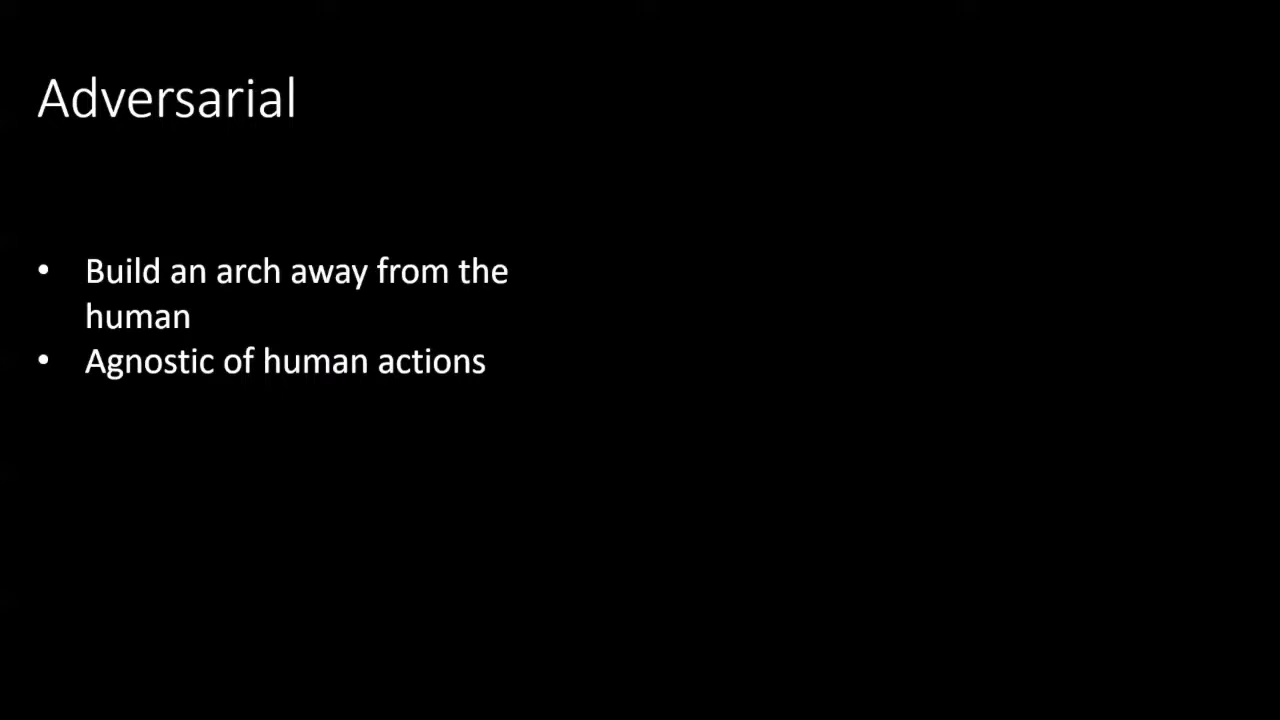 Adversarial
• Build an arch away from the
human
• Agnostic of human actions